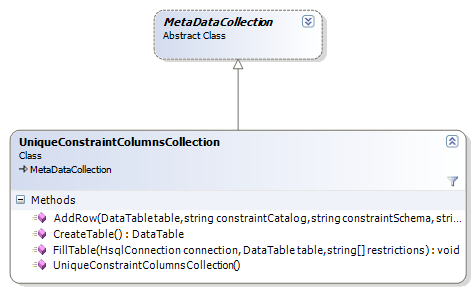 MetaDataCollection
Abstract Class
UniqueConstraintColumnsCollection
Class
MetaDataCollection
Methods
AddRow(DataTable table, string constraintCatalog, string constraintSchema, stri...
CreateTable() : DataTable
FillTable(HsqlConnection connection, DataTable table, string[] restrictions) : void
UniqueConstraintColumnsCollection()